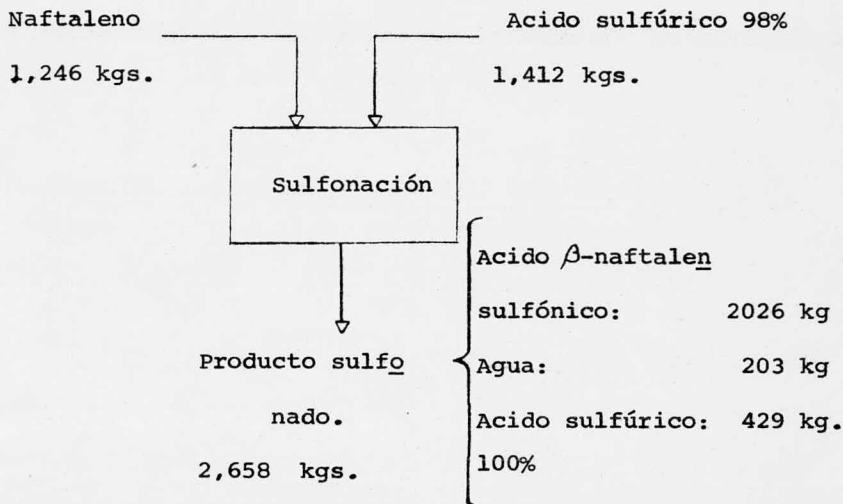 Naftaleno
Acido sulfúrico 98%
1,246 kgs.
1,412 kgs.
Sulfonación
Producto sulfo
nado.
2,658 kgs.
Acido β-naftalen
sulfónico: 2026 kg
Agua: 203 kg
Acido sulfúrico: 429 kg.
100%